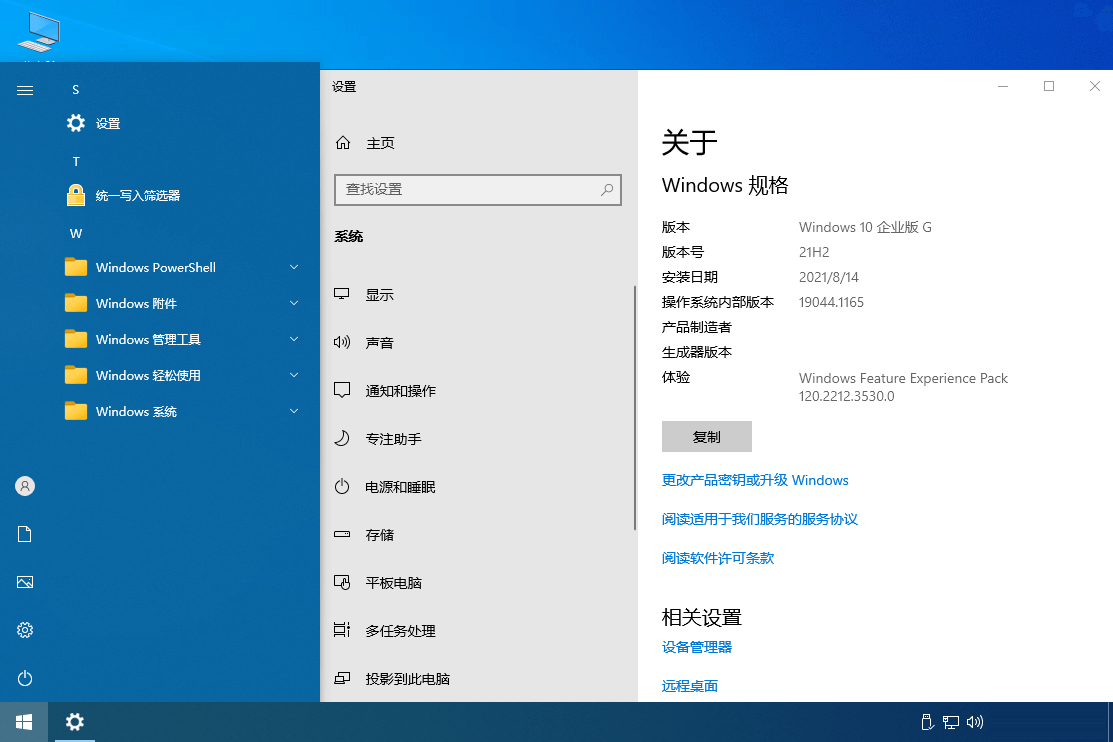 S
设置
T
统一写入筛选器
W
Windows PowerShell
Windows 附件
Windows 管理工具
Windows 轻松使用
Windows 系统
设置
主页
查找设置
系统
显示
声音
通知和操作
专注助手
电源和睡眠
存储
平板电脑
多任务处理
投影到此电脑
关于
Windows 规格
版本 Windows 10 企业版 G
版本号 21H2
安装日期 2021/8/14
操作系统内部版本 19044.1165
产品制造者
生成器版本
体验 Windows Feature Experience Pack
120.2212.3530.0
复制
更改产品密钥或升级 Windows
阅读适用于我们服务的服务协议
阅读软件许可条款
相关设置
设备管理器
远程桌面